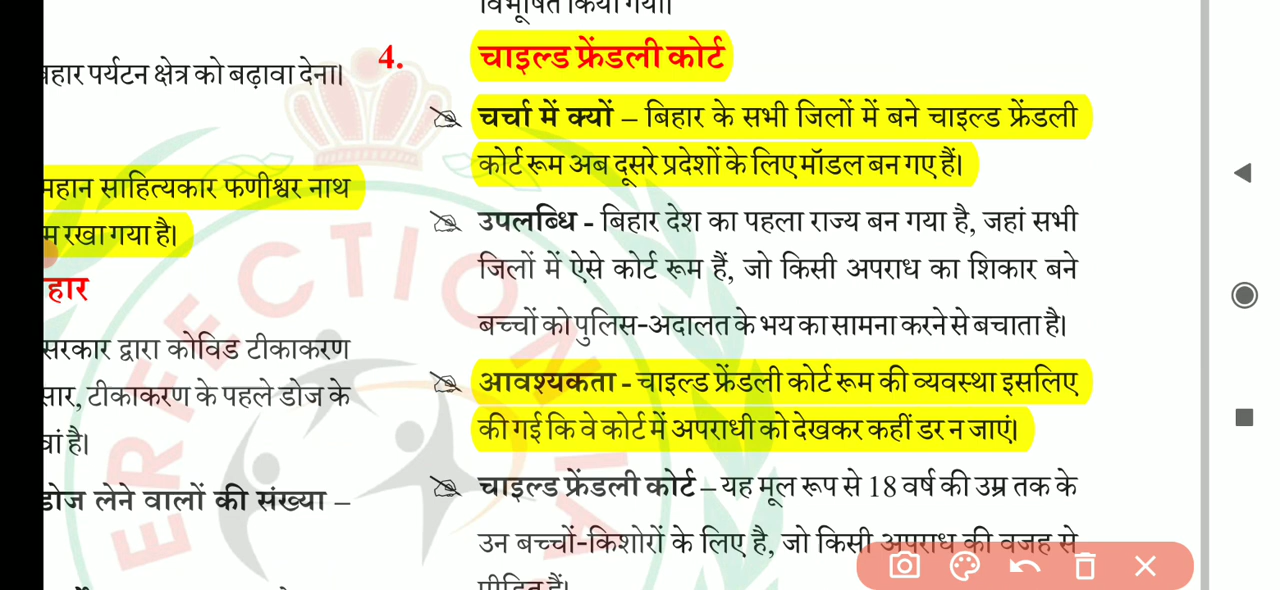 बिहार पर्यटन क्षेत्र को बढ़ावा देना।
महान साहित्यकार फणीश्वर नाथ
रखा गया है।
सरकार द्वारा कोविड टीकाकरण
टीकाकरण के पहले डोज के
है।
डोज लेने वालों की संख्या –
विभूषित किया गया।
4. चाइल्ड फ्रेंडली कोर्ट
चर्चा में क्यों – बिहार के सभी जिलों में बने चाइल्ड फ्रेंडली
कोर्ट रूम अब दूसरे प्रदेशों के लिए मॉडल बन गए हैं।
उपलब्धि - बिहार देश का पहला राज्य बन गया है, जहां सभी
जिलों में ऐसे कोर्ट रूम हैं, जो किसी अपराध का शिकार बने
बच्चों को पुलिस-अदालत के भय का सामना करने से बचाता है।
आवश्यकता - चाइल्ड फ्रेंडली कोर्ट रूम की व्यवस्था इसलिए
की गई कि वे कोर्ट में अपराधी को देखकर कहीं डर न जाएं।
चाइल्ड फ्रेंडली कोर्ट – यह मूल रूप से 18 वर्ष की उम्र तक के
उन बच्चों-किशोरों के लिए है, जो किसी अपराध की वजह से
पीड़ित हैं।
ERFECTION